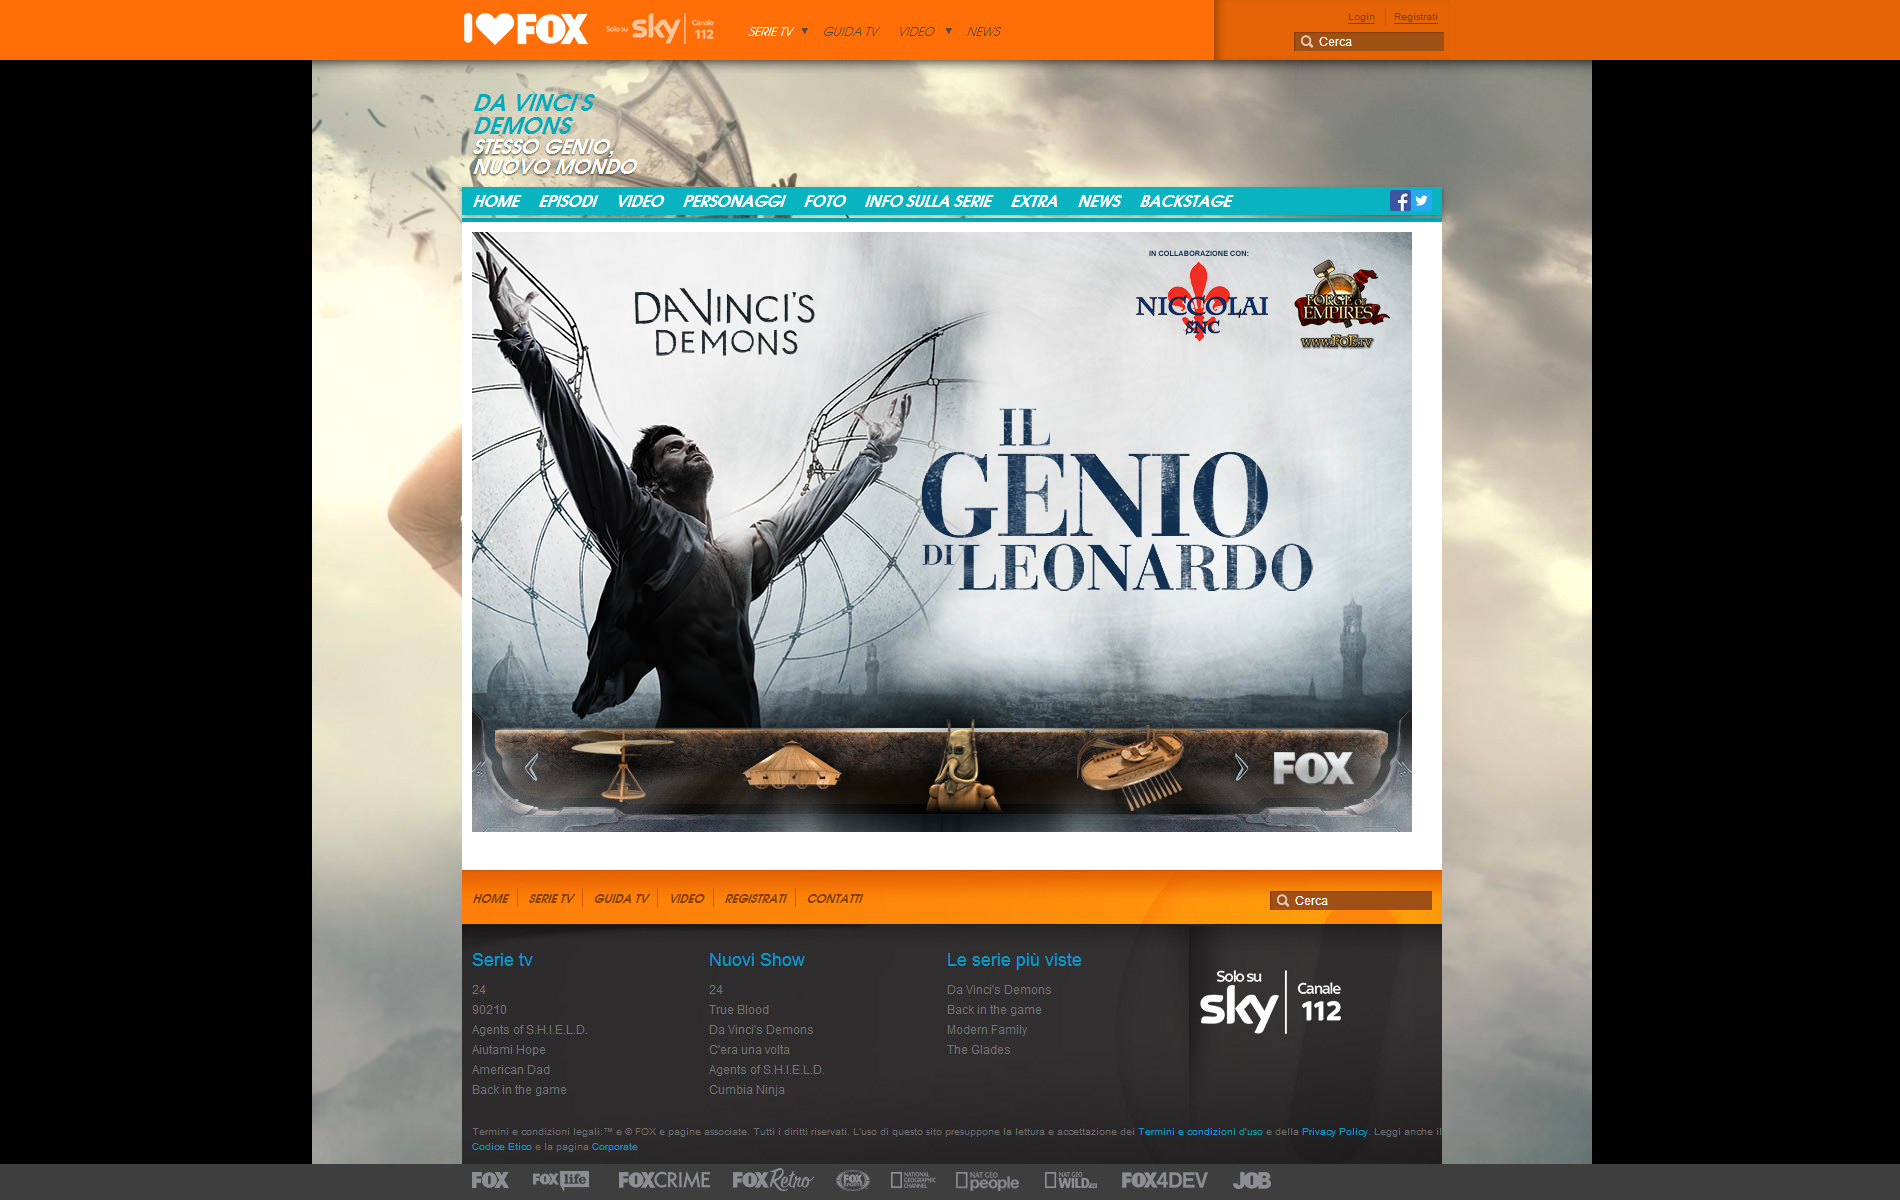 I FOX
Solo su sky Canale 112
SERIE TV GUIDA TV VIDEO NEWS
Login Registrati
Cerca
DA VINCI'S
DEMONS
STESSO GENIO,
NUOVO MONDO
HOME EPISODI VIDEO PERSONAGGI FOTO INFO SULLA SERIE EXTRA NEWS BACKSTAGE
IN COLLABORAZIONE CON:
DA VINCI'S
DEMONS
NICCOLAI
SNC
FORGE OF
EMPIRES
WWW.FOE.TV
IL
GENIO
DI LEONARDO
FOX
HOME SERIE TV GUIDA TV VIDEO REGISTRATI CONTATTI
Cerca
Serie tv
24
90210
Agents of S.H.I.E.L.D.
Aiutami Hope
American Dad
Back in the game
Nuovi Show
24
True Blood
Da Vinci's Demons
C'era una volta
Agents of S.H.I.E.L.D.
Cumbia Ninja
Le serie più viste
Da Vinci's Demons
Back in the game
Modern Family
The Glades
Solo su
sky
Canale
112
Termini e condizioni legali:™ e © FOX e pagine associate. Tutti i diritti riservati. L'uso di questo sito presuppone la lettura e accettazione dei Termini e condizioni d'uso e della Privacy Policy. Leggi anche il
Codice Etico e la pagina Corporate
FOX FOX life FOXCRIME FOXRetro FOX SPORTS NATIONAL GEOGRAPHIC CHANNEL NAT GEO people NAT GEO WILD HD FOX4DEV JOB